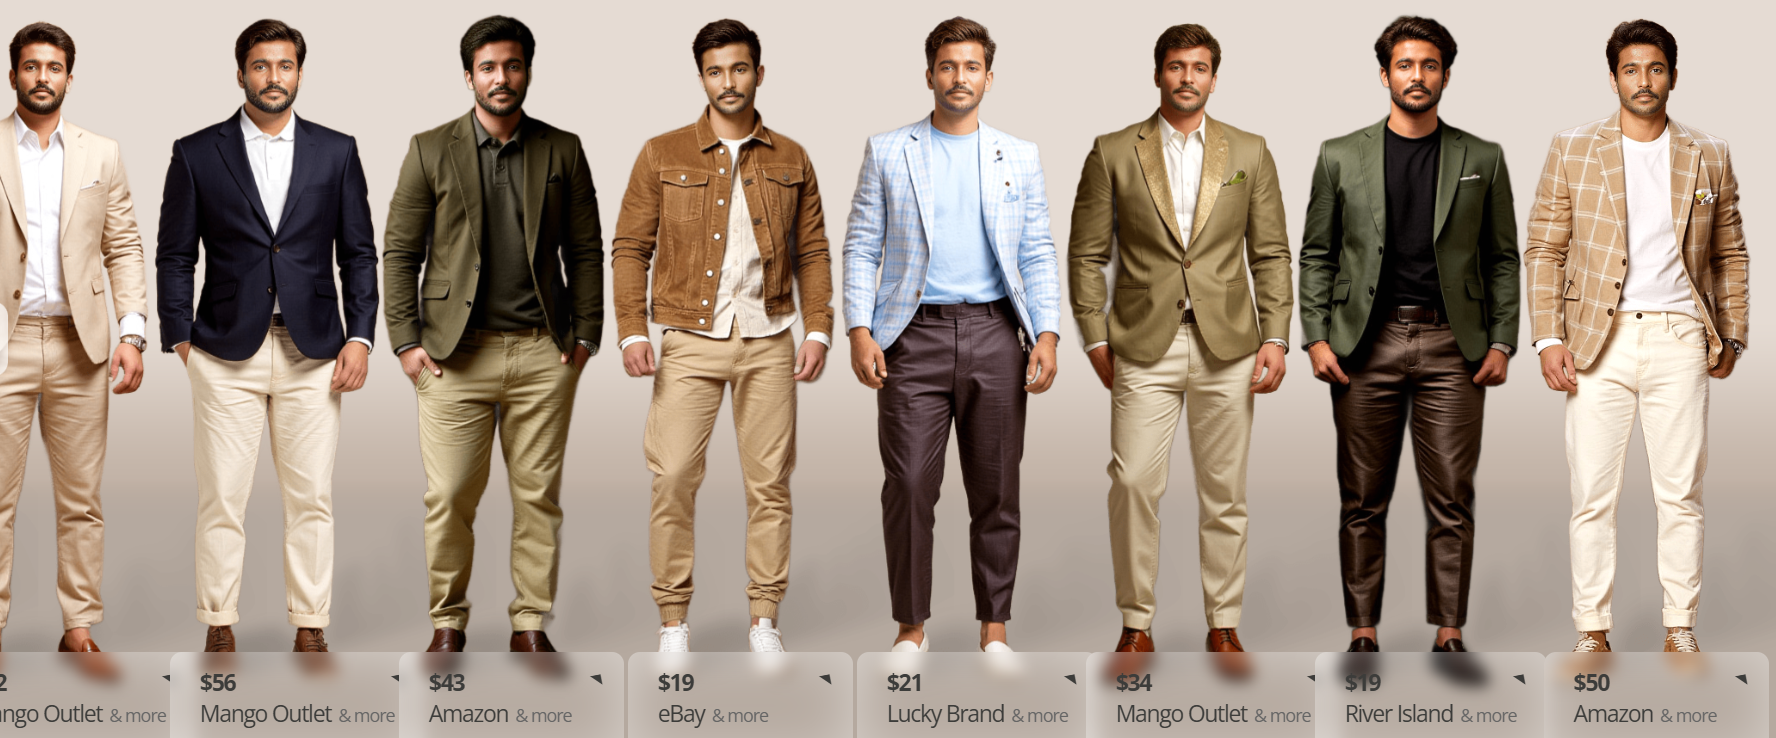 2
ngo Outlet & more
$56
Mango Outlet & more
$43
Amazon & more
$19
eBay & more
$21
Lucky Brand & more
$34
Mango Outlet & more
$19
River Island & more
$50
Amazon & more